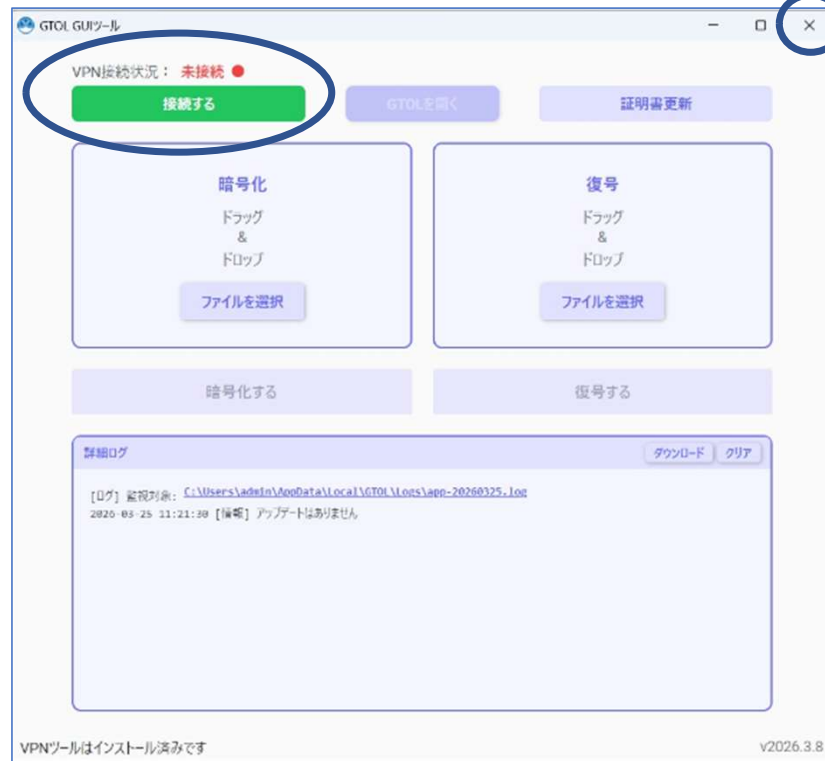 GTOL GUIツール
VPN接続状況： 未接続
接続する
GTOLを開く
証明書更新
暗号化
ドラッグ
&
ドロップ
ファイルを選択
復号
ドラッグ
&
ドロップ
ファイルを選択
暗号化する
復号する
詳細ログ
ダウンロード
クリア
[ログ] 監視対象: C:\Users\admin\AppData\Local\GTOL\Logs\app-20260325.log
2026-03-25 11:21:30 [情報] アップデートはありません
VPNツールはインストール済みです
v2026.3.8